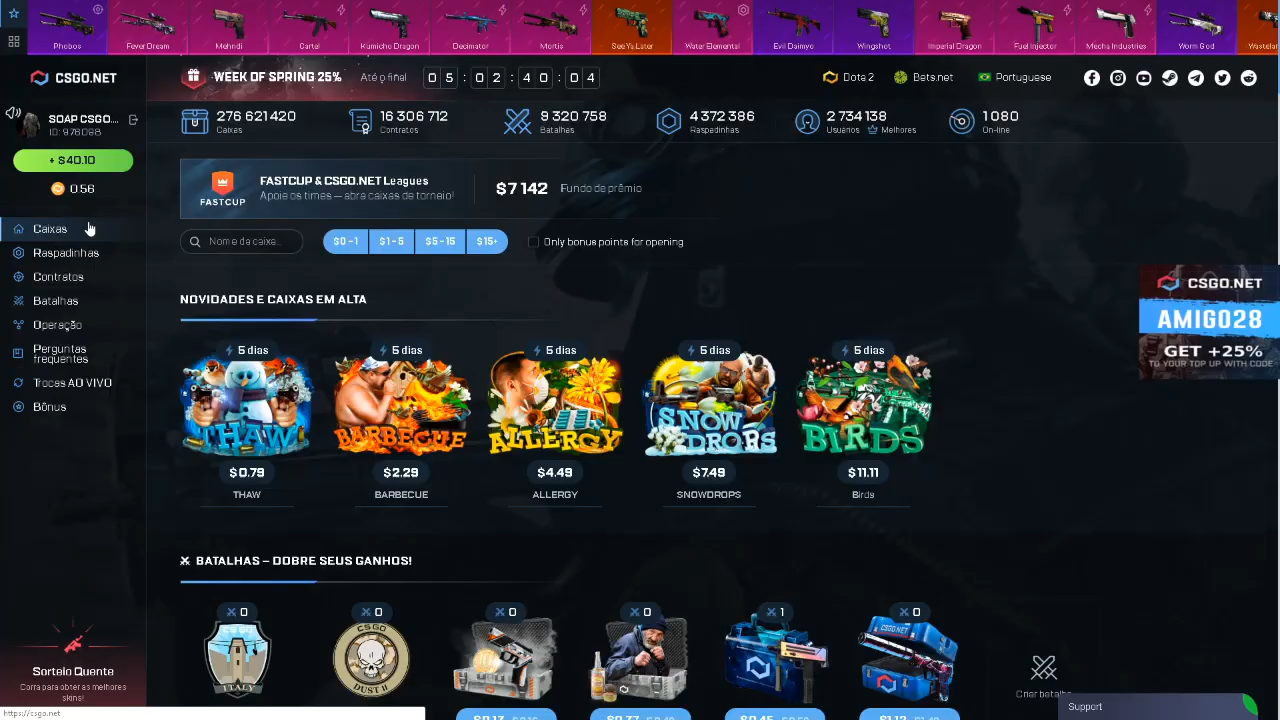 Phobos
Fever Dream
Mehndi
Cartel
Kumicho Dragon
Decimator
Mortis
See Ya Later
Water Elemental
Evil Daimyo
Wingshot
Imperial Dragon
Fuel Injector
Mecha Industries
Worm God
CSGO.NET
WEEK OF SPRING 25%
Até o final
0 5 : 0 2 : 4 0 : 0 4
Dota 2
Bets.net
Portuguese
SOAP CSGO...
ID: 978098
+ $40.10
0.56
276 621 420
Caixas
16 306 712
Contratos
9 320 758
Batalhas
4 372 386
Raspadinhas
2 734 138
Usuários
Melhores
1 080
On-line
FASTCUP
FASTCUP & CSGO.NET Leagues
Apoie os times — abra caixas de torneio!
$7 142
Fundo de prêmio
Nome da caixa...
$0 - 1
$1 - 5
$5 - 15
$15+
Only bonus points for opening
Caixas
Raspadinhas
Contratos
Batalhas
Operação
Perguntas
frequentes
Trocas AO VIVO
Bônus
NOVIDADES E CAIXAS EM ALTA
5 dias
5 dias
5 dias
5 dias
5 dias
THAW
BARBECUE
ALLERGY
SNOW
DROPS
BIRDS
$0.79
$2.29
$4.49
$7.49
$11.11
THAW
BARBECUE
ALLERGY
SNOWDROPS
Birds
CSGO.NET
AMIGO28
GET +25%
TO YOUR TOP UP WITH CODE
BATALHAS – DOBRE SEUS GANHOS!
0
0
0
0
1
0
ITALY
CSGO
DUST II
CSGO.NET
Criar batalha
Sorteio Quente
Corra para obter as melhores
skins!
https://csgo.net
Support